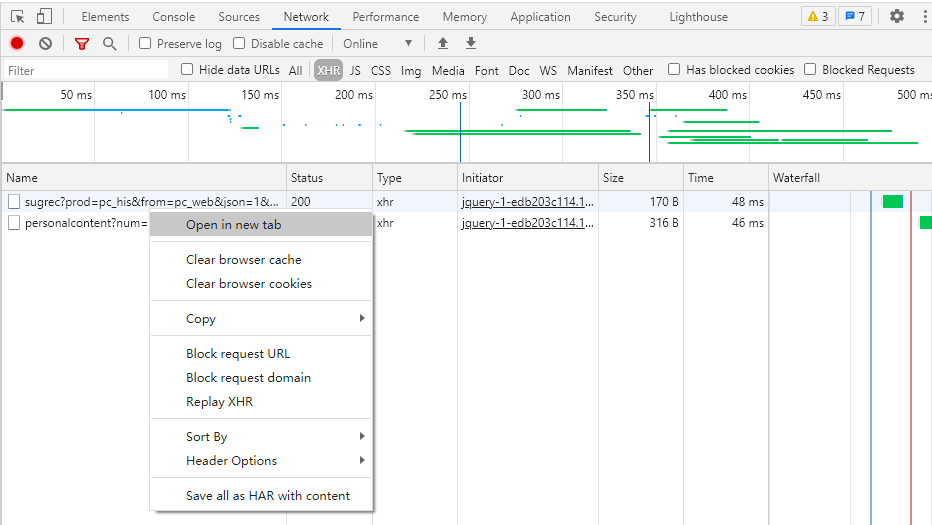 Elements Console Sources Network Performance Memory Application Security Lighthouse 3 7
Preserve log Disable cache Online
Filter Hide data URLs All XHR JS CSS Img Media Font Doc WS Manifest Other Has blocked cookies Blocked Requests
50 ms 100 ms 150 ms 200 ms 250 ms 300 ms 350 ms 400 ms 450 ms 500 ms
Name Status Type Initiator Size Time Waterfall
sugrec?prod=pc_his&from=pc_web&json=1&... 200 xhr jquery-1-edb203c114.1... 170 B 48 ms
personalcontent?num= xhr jquery-1-edb203c114.1... 316 B 46 ms
Open in new tab
Clear browser cache
Clear browser cookies
Copy
Block request URL
Block request domain
Replay XHR
Sort By
Header Options
Save all as HAR with content